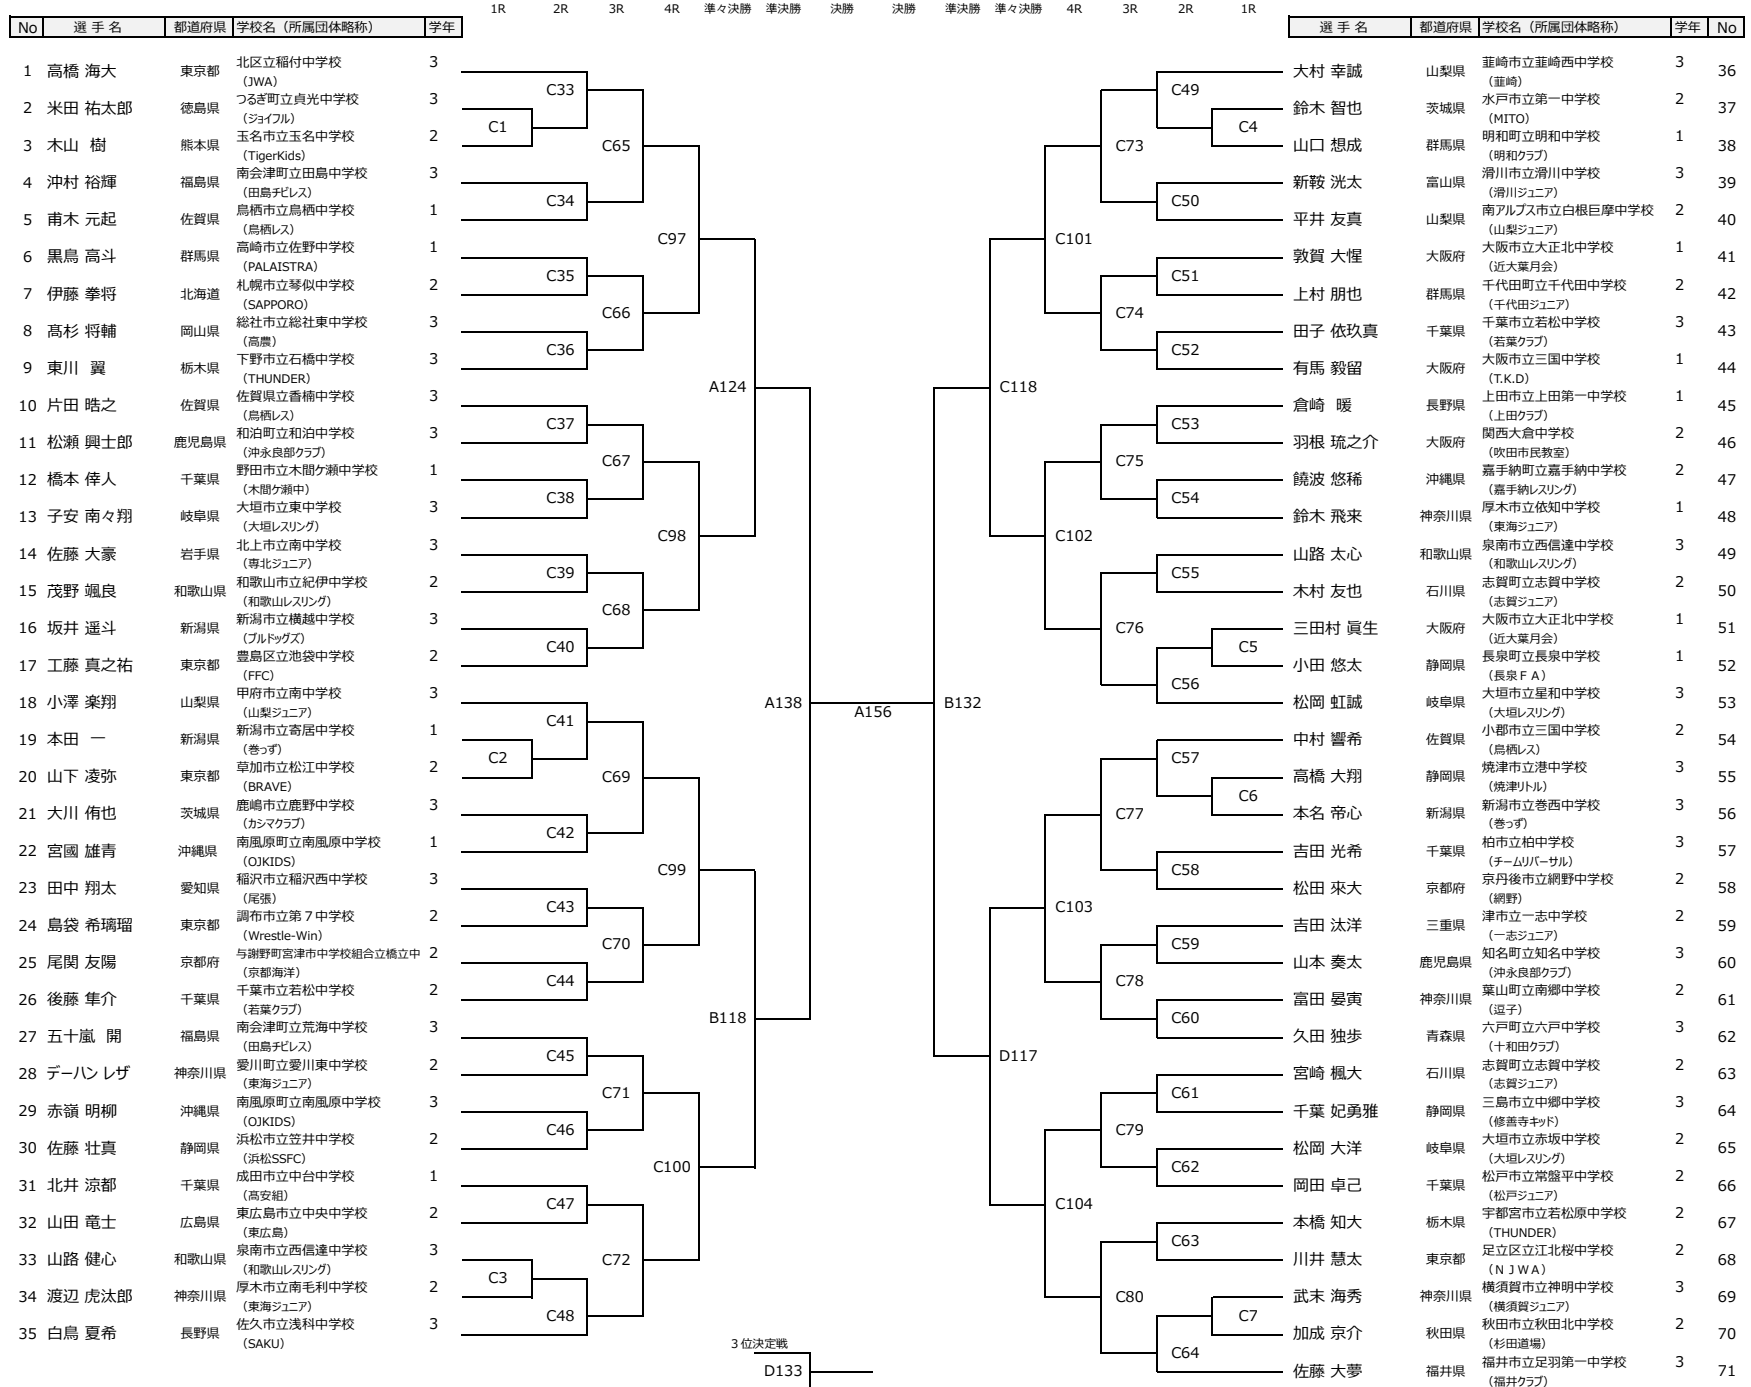 1R 2R 3R 4R 準々決勝 準決勝 決勝 決勝 準決勝 準々決勝 4R 3R 2R 1R
No 選手名 都道府県 学校名（所属団体略称） 学年
1 高橋 海大 東京都 北区立稲付中学校 3
（JWA）
2 米田 祐太郎 徳島県 つるぎ町立貞光中学校 3
（ジョイフル）
3 木山 樹 熊本県 玉名市立玉名中学校 2
（TigerKids）
4 沖村 裕輝 福島県 南会津町立田島中学校 3
（田島チビレス）
5 甫木 元起 佐賀県 鳥栖市立鳥栖中学校 1
（鳥栖レス）
6 黒鳥 高斗 群馬県 高崎市立佐野中学校 1
（PALAISTRA）
7 伊藤 拳将 北海道 札幌市立琴似中学校 2
（SAPPORO）
8 髙杉 将輔 岡山県 総社市立総社東中学校 3
（高農）
9 東川 翼 栃木県 下野市立石橋中学校 3
（THUNDER）
10 片田 晧之 佐賀県 佐賀県立香楠中学校 3
（鳥栖レス）
11 松瀬 興士郎 鹿児島県 和泊町立和泊中学校 3
（沖永良部クラブ）
12 橋本 倖人 千葉県 野田市立木間ケ瀬中学校 1
（木間ケ瀬中）
13 子安 南々翔 岐阜県 大垣市立東中学校 3
（大垣レスリング）
14 佐藤 大豪 岩手県 北上市立南中学校 3
（専北ジュニア）
15 茂野 颯良 和歌山県 和歌山市立紀伊中学校 2
（和歌山レスリング）
16 坂井 遥斗 新潟県 新潟市立横越中学校 3
（ブルドッグズ）
17 工藤 真之祐 東京都 豊島区立池袋中学校 2
（FFC）
18 小澤 楽翔 山梨県 甲府市立南中学校 3
（山梨ジュニア）
19 本田 一 新潟県 新潟市立寄居中学校 1
（巻っず）
20 山下 凌弥 東京都 草加市立松江中学校 2
（BRAVE）
21 大川 侑也 茨城県 鹿嶋市立鹿野中学校 3
（カシマクラブ）
22 宮國 雄青 沖縄県 南風原町立南風原中学校 1
（OJKIDS）
23 田中 翔太 愛知県 稲沢市立稲沢西中学校 3
（尾張）
24 島袋 希璃瑠 東京都 調布市立第７中学校 2
（Wrestle-Win）
25 尾関 友陽 京都府 与謝野町宮津市中学校組合立橋立中 2
（京都海洋）
26 後藤 隼介 千葉県 千葉市立若松中学校 2
（若葉クラブ）
27 五十嵐 開 福島県 南会津町立荒海中学校 3
（田島チビレス）
28 デーハン レザ 神奈川県 愛川町立愛川東中学校 2
（東海ジュニア）
29 赤嶺 明柳 沖縄県 南風原町立南風原中学校 3
（OJKIDS）
30 佐藤 壮真 静岡県 浜松市立笠井中学校 2
（浜松SSFC）
31 北井 涼都 千葉県 成田市立中台中学校 1
（髙安組）
32 山田 竜士 広島県 東広島市立中央中学校 2
（東広島）
33 山路 健心 和歌山県 泉南市立西信達中学校 3
（和歌山レスリング）
34 渡辺 虎太郎 神奈川県 厚木市立南毛利中学校 2
（東海ジュニア）
35 白鳥 夏希 長野県 佐久市立浅科中学校 3
（SAKU）
C1
C2
C3
C33
C34
C35
C36
C37
C38
C39
C40
C41
C42
C43
C44
C45
C46
C47
C48
C65
C66
C67
C68
C69
C70
C71
C72
C97
C98
C99
C100
A124
B118
A138
A156
B132
C118
D117
C101
C102
C103
C104
C73
C74
C75
C76
C77
C78
C79
C80
C49
C50
C51
C52
C53
C54
C55
C56
C57
C58
C59
C60
C61
C62
C63
C64
C4
C5
C6
C7
３位決定戦
D133
選手名 都道府県 学校名（所属団体略称） 学年 No
大村 幸誠 山梨県 韮崎市立韮崎西中学校 3 36
（韮崎）
鈴木 智也 茨城県 水戸市立第一中学校 2 37
（MITO）
山口 想成 群馬県 明和町立明和中学校 1 38
（明和クラブ）
新鞍 洸太 富山県 滑川市立滑川中学校 3 39
（滑川ジュニア）
平井 友真 山梨県 南アルプス市立白根巨摩中学校 2 40
（山梨ジュニア）
敦賀 大惺 大阪府 大阪市立大正北中学校 1 41
（近大葉月会）
上村 朋也 群馬県 千代田町立千代田中学校 2 42
（千代田ジュニア）
田子 依玖真 千葉県 千葉市立若松中学校 3 43
（若葉クラブ）
有馬 毅留 大阪府 大阪市立三国中学校 1 44
（T.K.D）
倉崎 暖 長野県 上田市立上田第一中学校 1 45
（上田クラブ）
羽根 琉之介 大阪府 関西大倉中学校 2 46
（吹田市民教室）
饒波 悠稀 沖縄県 嘉手納町立嘉手納中学校 2 47
（嘉手納レスリング）
鈴木 飛来 神奈川県 厚木市立依知中学校 1 48
（東海ジュニア）
山路 太心 和歌山県 泉南市立西信達中学校 3 49
（和歌山レスリング）
木村 友也 石川県 志賀町立志賀中学校 2 50
（志賀ジュニア）
三田村 眞生 大阪府 大阪市立大正北中学校 1 51
（近大葉月会）
小田 悠太 静岡県 長泉町立長泉中学校 1 52
（長泉ＦＡ）
松岡 虹誠 岐阜県 大垣市立星和中学校 3 53
（大垣レスリング）
中村 響希 佐賀県 小郡市立三国中学校 2 54
（鳥栖レス）
高橋 大翔 静岡県 焼津市立港中学校 3 55
（焼津リトル）
本名 帝心 新潟県 新潟市立巻西中学校 3 56
（巻っず）
吉田 光希 千葉県 柏市立柏中学校 3 57
（チームリバーサル）
松田 來大 京都府 京丹後市立網野中学校 2 58
（網野）
吉田 汰洋 三重県 津市立一志中学校 2 59
（一志ジュニア）
山本 奏太 鹿児島県 知名町立知名中学校 3 60
（沖永良部クラブ）
富田 晏寅 神奈川県 葉山町立南郷中学校 2 61
（逗子）
久田 独歩 青森県 六戸町立六戸中学校 3 62
（十和田クラブ）
宮崎 楓大 石川県 志賀町立志賀中学校 2 63
（志賀ジュニア）
千葉 妃勇雅 静岡県 三島市立中郷中学校 3 64
（修善寺キッド）
松岡 大洋 岐阜県 大垣市立赤坂中学校 2 65
（大垣レスリング）
岡田 卓己 千葉県 松戸市立常盤平中学校 2 66
（松戸ジュニア）
本橋 知大 栃木県 宇都宮市立若松原中学校 2 67
（THUNDER）
川井 慧太 東京都 足立区立江北桜中学校 2 68
（ＮＪＷＡ）
武末 海秀 神奈川県 横須賀市立神明中学校 3 69
（横須賀ジュニア）
加成 京介 秋田県 秋田市立秋田北中学校 2 70
（杉田道場）
佐藤 大夢 福井県 福井市立足羽第一中学校 3 71
（福井クラブ）